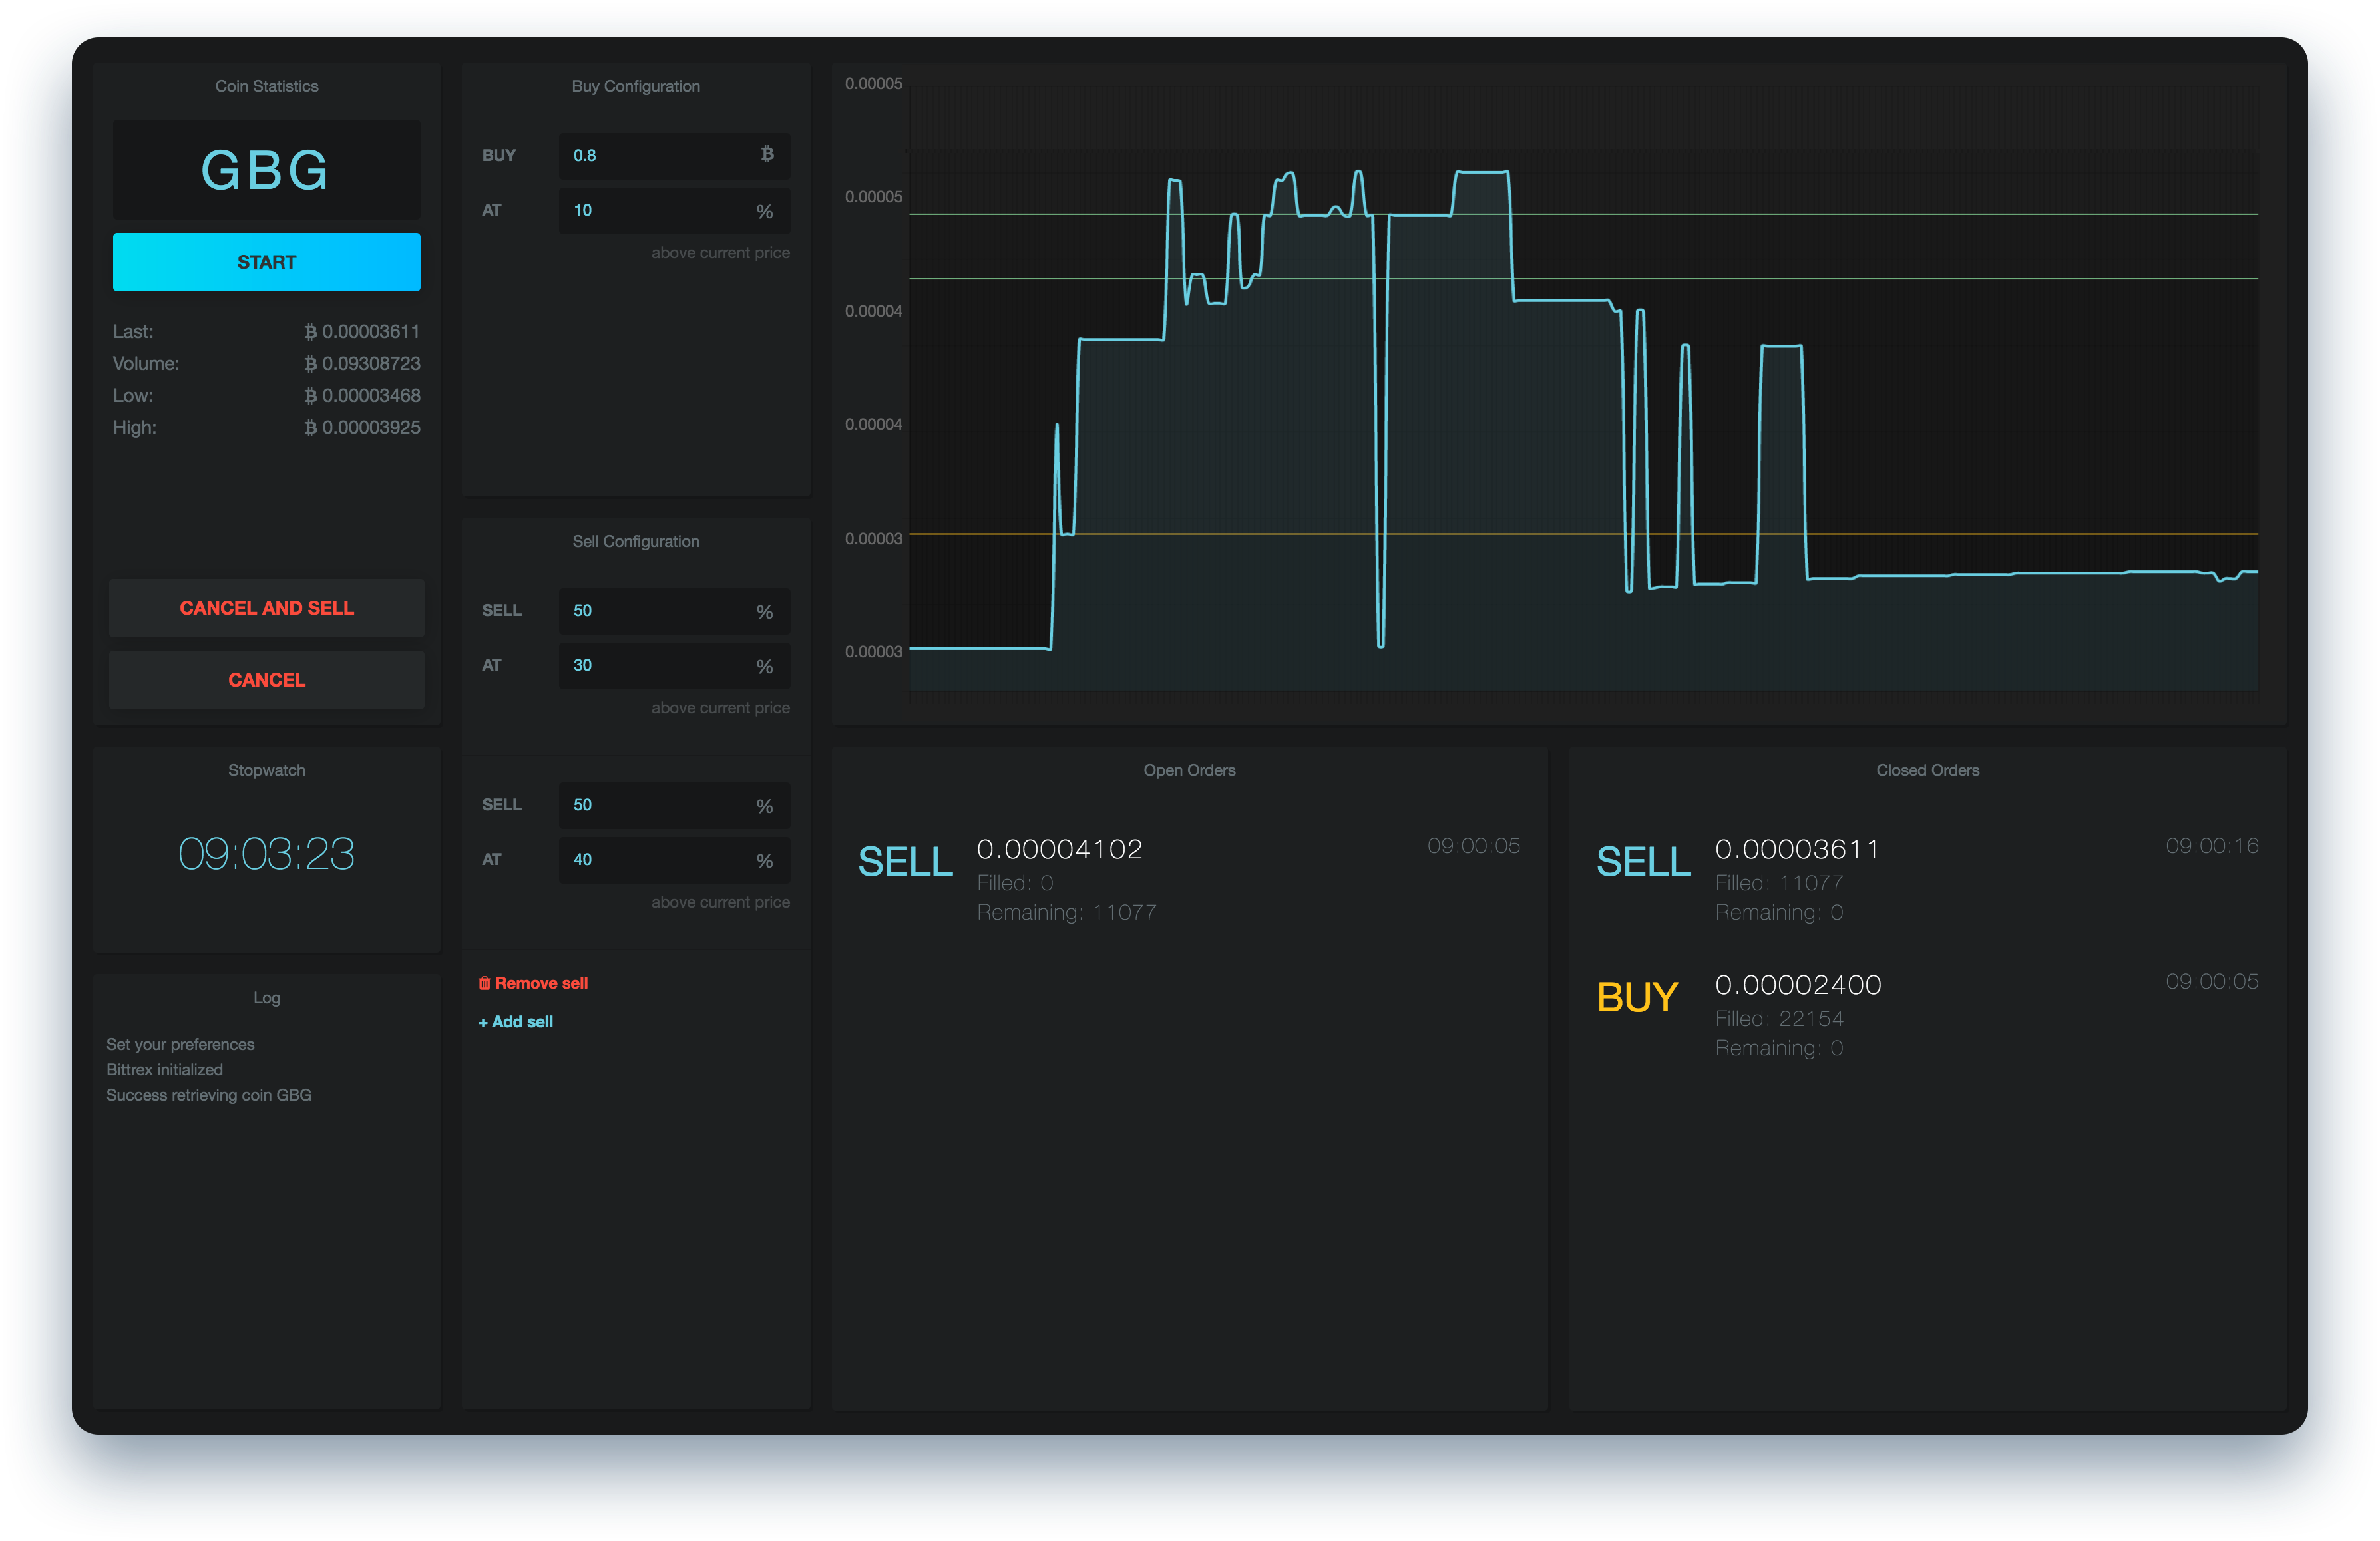 Coin Statistics
GBG
START
Last: ₿ 0.00003611
Volume: ₿ 0.09308723
Low: ₿ 0.00003468
High: ₿ 0.00003925
CANCEL AND SELL
CANCEL
Stopwatch
09:03:23
Log
Set your preferences
Bittrex initialized
Success retrieving coin GBG
Buy Configuration
BUY 0.8 ₿
AT 10 %
above current price
Sell Configuration
SELL 50 %
AT 30 %
above current price
SELL 50 %
AT 40 %
above current price
Remove sell
+ Add sell
0.00005
0.00005
0.00004
0.00004
0.00003
0.00003
Open Orders
SELL 0.00004102 09:00:05
Filled: 0
Remaining: 11077
Closed Orders
SELL 0.00003611 09:00:16
Filled: 11077
Remaining: 0
BUY 0.00002400 09:00:05
Filled: 22154
Remaining: 0